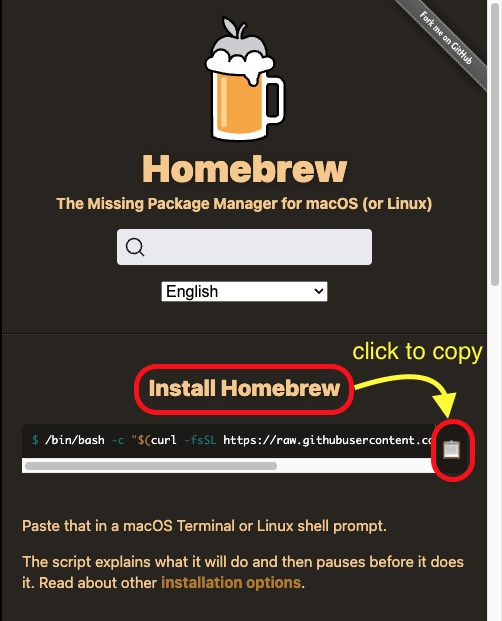 Fork me on GitHub
Homebrew
The Missing Package Manager for macOS (or Linux)
English
click to copy
Install Homebrew
$ /bin/bash -c "$(curl -fsSL https://raw.githubusercontent.co
Paste that in a macOS Terminal or Linux shell prompt.
The script explains what it will do and then pauses before it does
it. Read about other installation options.